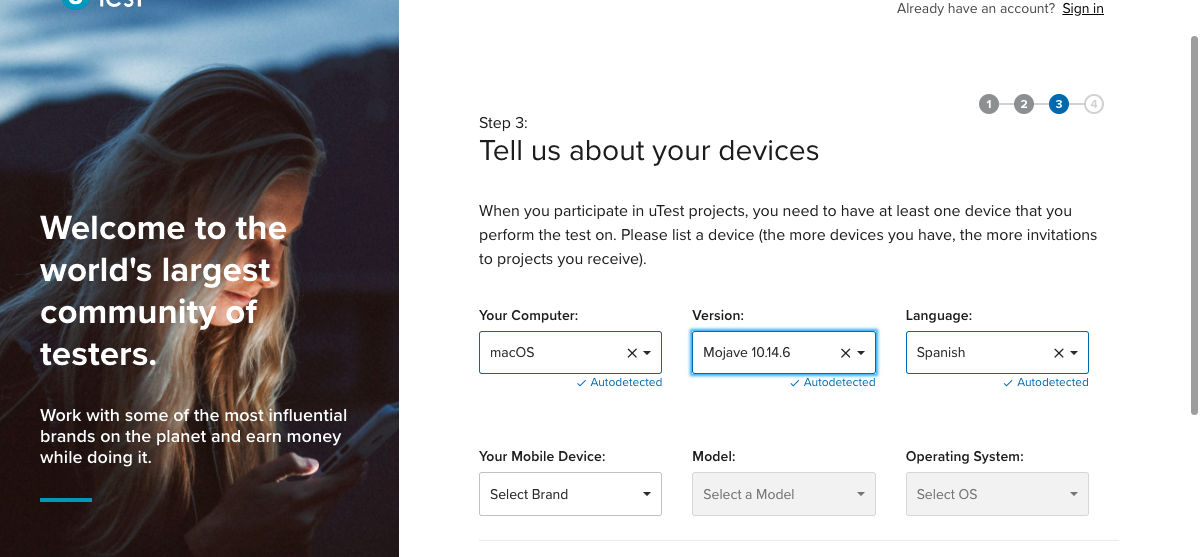 Already have an account? Sign in
Welcome to the
world's largest
community of
testers.
Work with some of the most influential
brands on the planet and earn money
while doing it.
1 2 3 4
Step 3:
Tell us about your devices
When you participate in uTest projects, you need to have at least one device that you
perform the test on. Please list a device (the more devices you have, the more invitations
to projects you receive).
Your Computer: Version: Language:
macOS Mojave 10.14.6 Spanish
Autodetected Autodetected Autodetected
Your Mobile Device: Model: Operating System:
Select Brand Select a Model Select OS